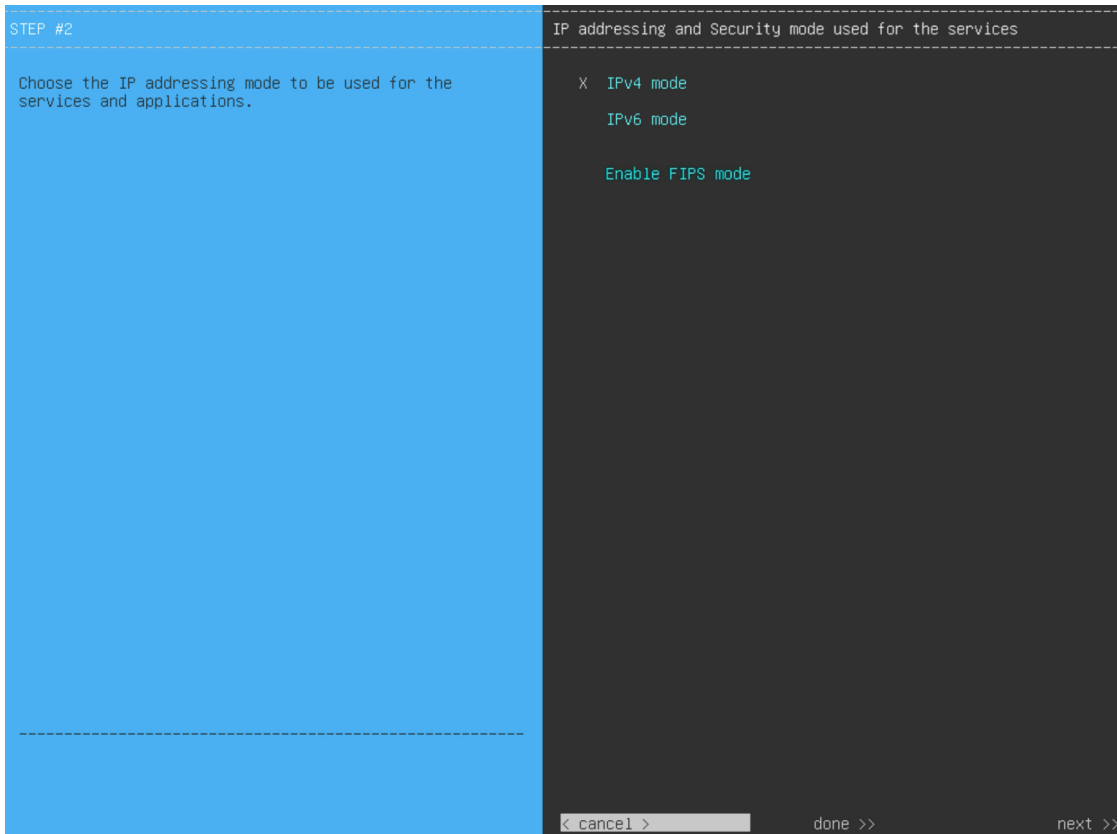 STEP #2
Choose the IP addressing mode to be used for the
services and applications.
IP addressing and Security mode used for the services
X IPv4 mode
IPv6 mode
Enable FIPS mode
< cancel > done >> next >>